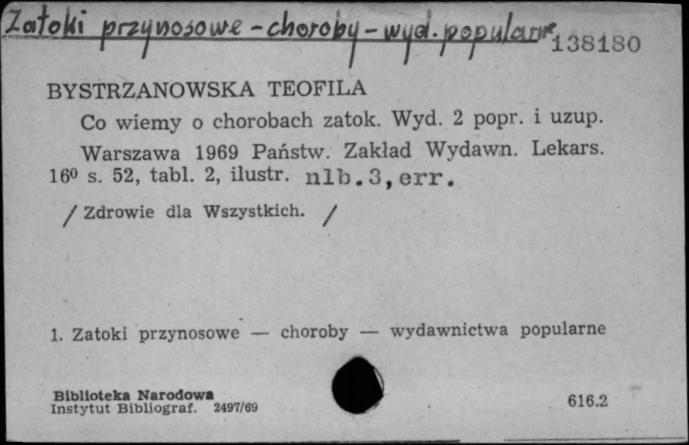 Zatoki przynosowe - choroby - wyd. popularne
138180
BYSTRZANOWSKA TEOFILA
Co wiemy o chorobach zatok. Wyd. 2 popr. i uzup.
Warszawa 1969 Państw. Zakład Wydawn. Lekars.
16º s. 52, tabl. 2, ilustr. nlb.3,err.
/ Zdrowie dla Wszystkich. /
1. Zatoki przynosowe — choroby — wydawnictwa popularne
Biblioteka Narodowa
Instytut Bibliograf. 2497/69
616.2